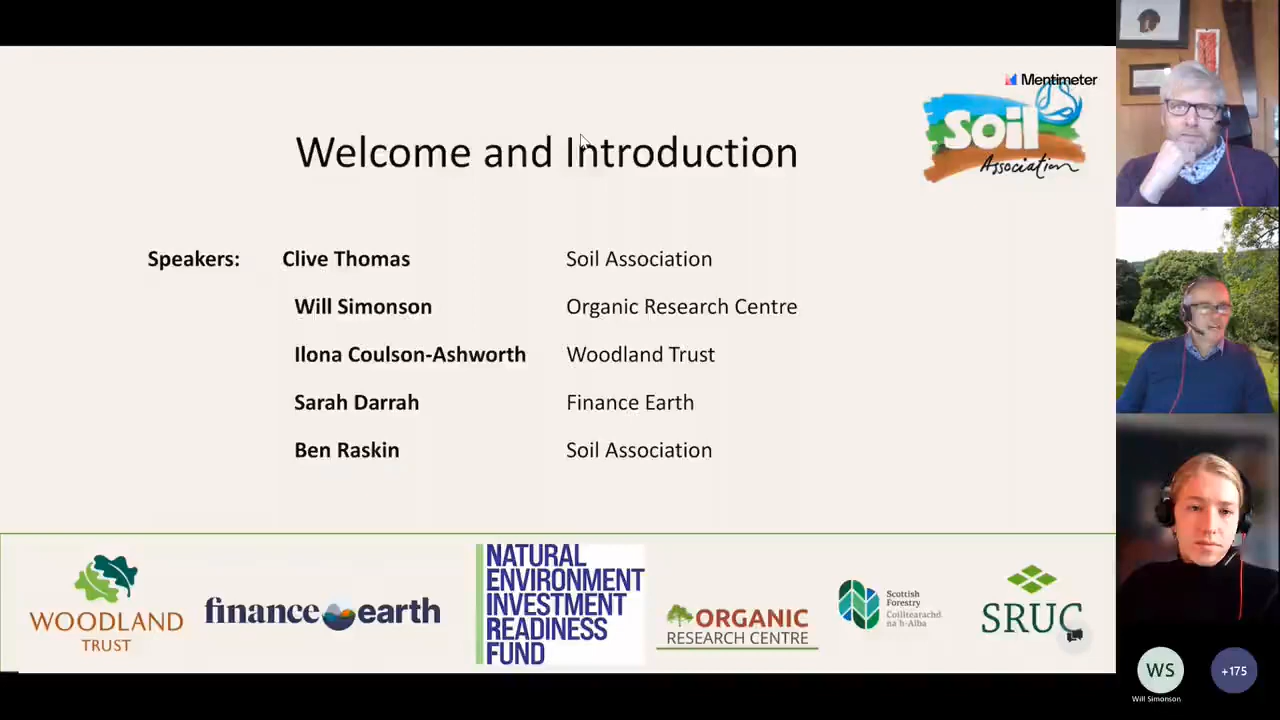 Mentimeter
soil
Association
Welcome and Introduction
Speakers: Clive Thomas Soil Association
Will Simonson Organic Research Centre
Ilona Coulson-Ashworth Woodland Trust
Sarah Darrah Finance Earth
Ben Raskin Soil Association
WOODLAND
TRUST
finance earth
NATURAL
ENVIRONMENT
INVESTMENT
READINESS
FUND
ORGANIC
RESEARCH CENTRE
Scottish
Forestry
Coilltearachd
na h-Alba
SRUC
WS
Will Simonson
+175